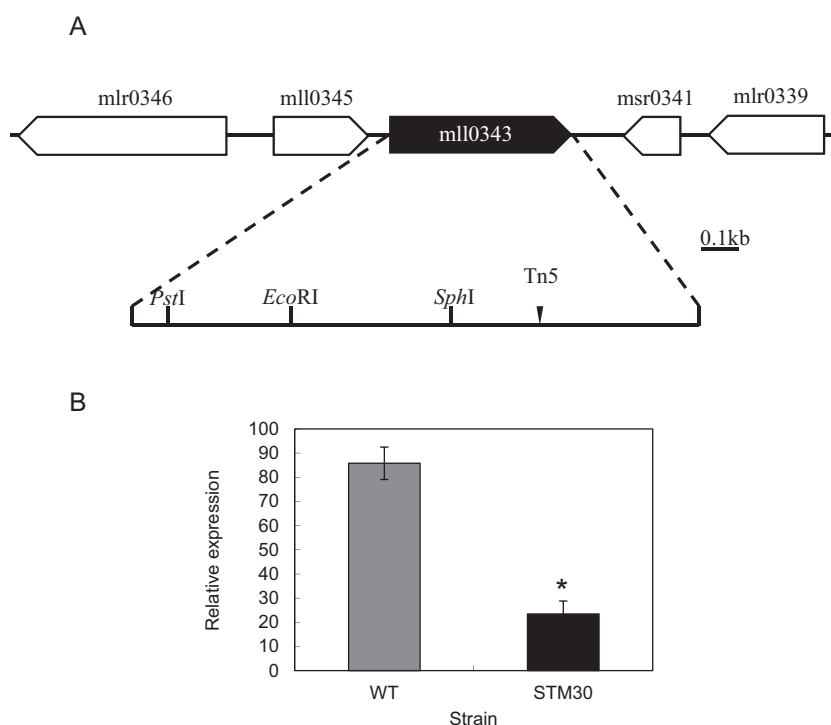 A
mlr0346
mll0345
mll0343
msr0341
mlr0339
0.1kb
PstI
EcoRI
SphI
Tn5
B
100
90
80
70
60
50
40
30
20
10
0
Relative expression
*
WT
STM30
Strain